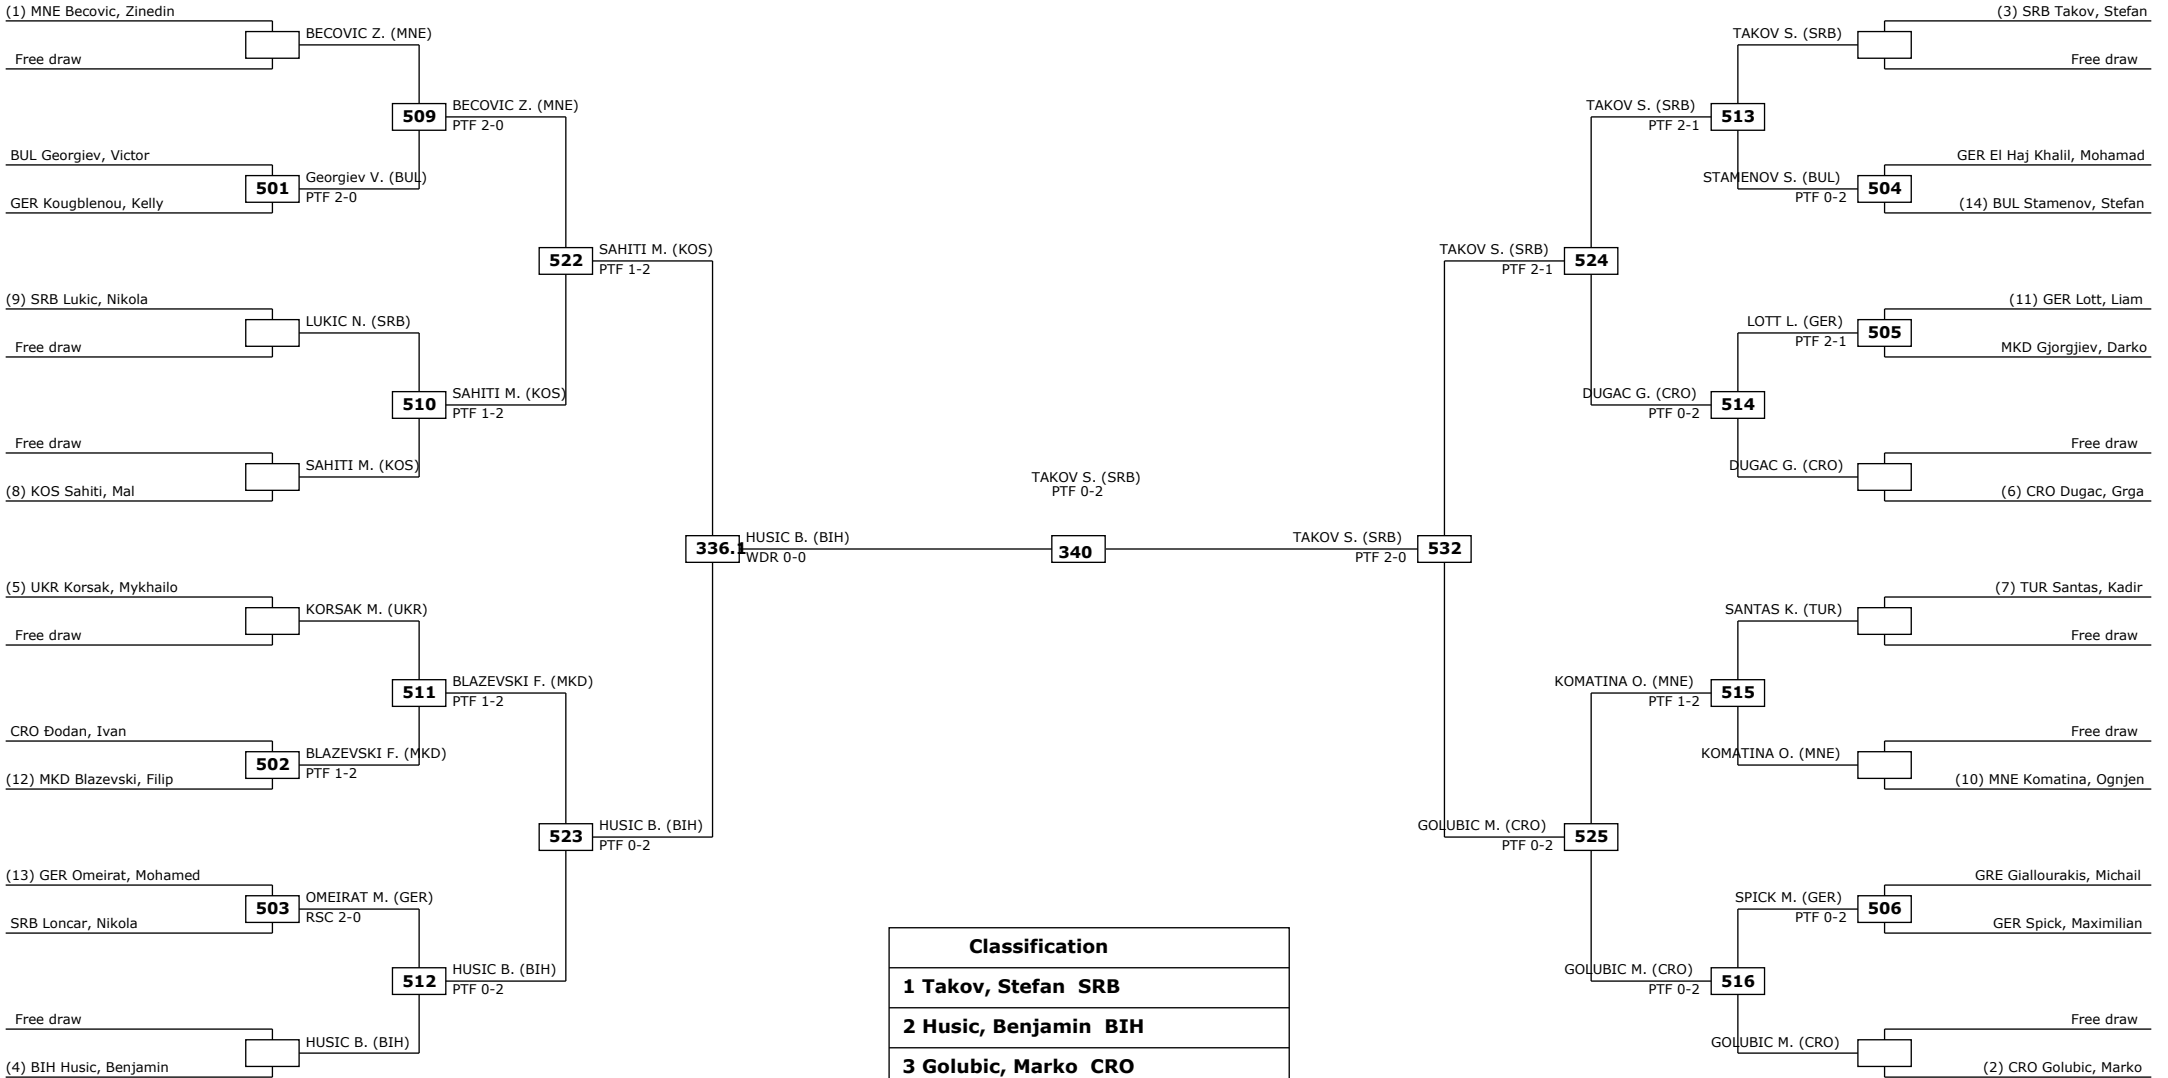 (1) MNE Becovic, Zinedin
BECOVIC Z. (MNE)
Free draw
509
BECOVIC Z. (MNE)
PTF 2-0
BUL Georgiev, Victor
501
Georgiev V. (BUL)
PTF 2-0
GER Kougblenou, Kelly
522
SAHITI M. (KOS)
PTF 1-2
(9) SRB Lukic, Nikola
LUKIC N. (SRB)
Free draw
510
SAHITI M. (KOS)
PTF 1-2
Free draw
SAHITI M. (KOS)
(8) KOS Sahiti, Mal
336.1
HUSIC B. (BIH)
WDR 0-0
(5) UKR Korsak, Mykhailo
KORSAK M. (UKR)
Free draw
511
BLAZEVSKI F. (MKD)
PTF 1-2
CRO Đodan, Ivan
502
BLAZEVSKI F. (MKD)
PTF 1-2
(12) MKD Blazevski, Filip
523
HUSIC B. (BIH)
PTF 0-2
(13) GER Omeirat, Mohamed
503
OMEIRAT M. (GER)
RSC 2-0
SRB Loncar, Nikola
512
HUSIC B. (BIH)
PTF 0-2
Free draw
HUSIC B. (BIH)
(4) BIH Husic, Benjamin
TAKOV S. (SRB)
PTF 0-2
340
(3) SRB Takov, Stefan
TAKOV S. (SRB)
Free draw
TAKOV S. (SRB)
PTF 2-1
513
GER El Haj Khalil, Mohamad
STAMENOV S. (BUL)
PTF 0-2
504
(14) BUL Stamenov, Stefan
TAKOV S. (SRB)
PTF 2-1
524
(11) GER Lott, Liam
LOTT L. (GER)
PTF 2-1
505
MKD Gjorgjiev, Darko
DUGAC G. (CRO)
PTF 0-2
514
Free draw
DUGAC G. (CRO)
(6) CRO Dugac, Grga
TAKOV S. (SRB)
PTF 2-0
532
(7) TUR Santas, Kadir
SANTAS K. (TUR)
Free draw
KOMATINA O. (MNE)
PTF 1-2
515
Free draw
KOMATINA O. (MNE)
(10) MNE Komatina, Ognjen
GOLUBIC M. (CRO)
PTF 0-2
525
GRE Giallourakis, Michail
SPICK M. (GER)
PTF 0-2
506
GER Spick, Maximilian
GOLUBIC M. (CRO)
PTF 0-2
516
Free draw
GOLUBIC M. (CRO)
(2) CRO Golubic, Marko
Classification
1 Takov, Stefan SRB
2 Husic, Benjamin BIH
3 Golubic, Marko CRO